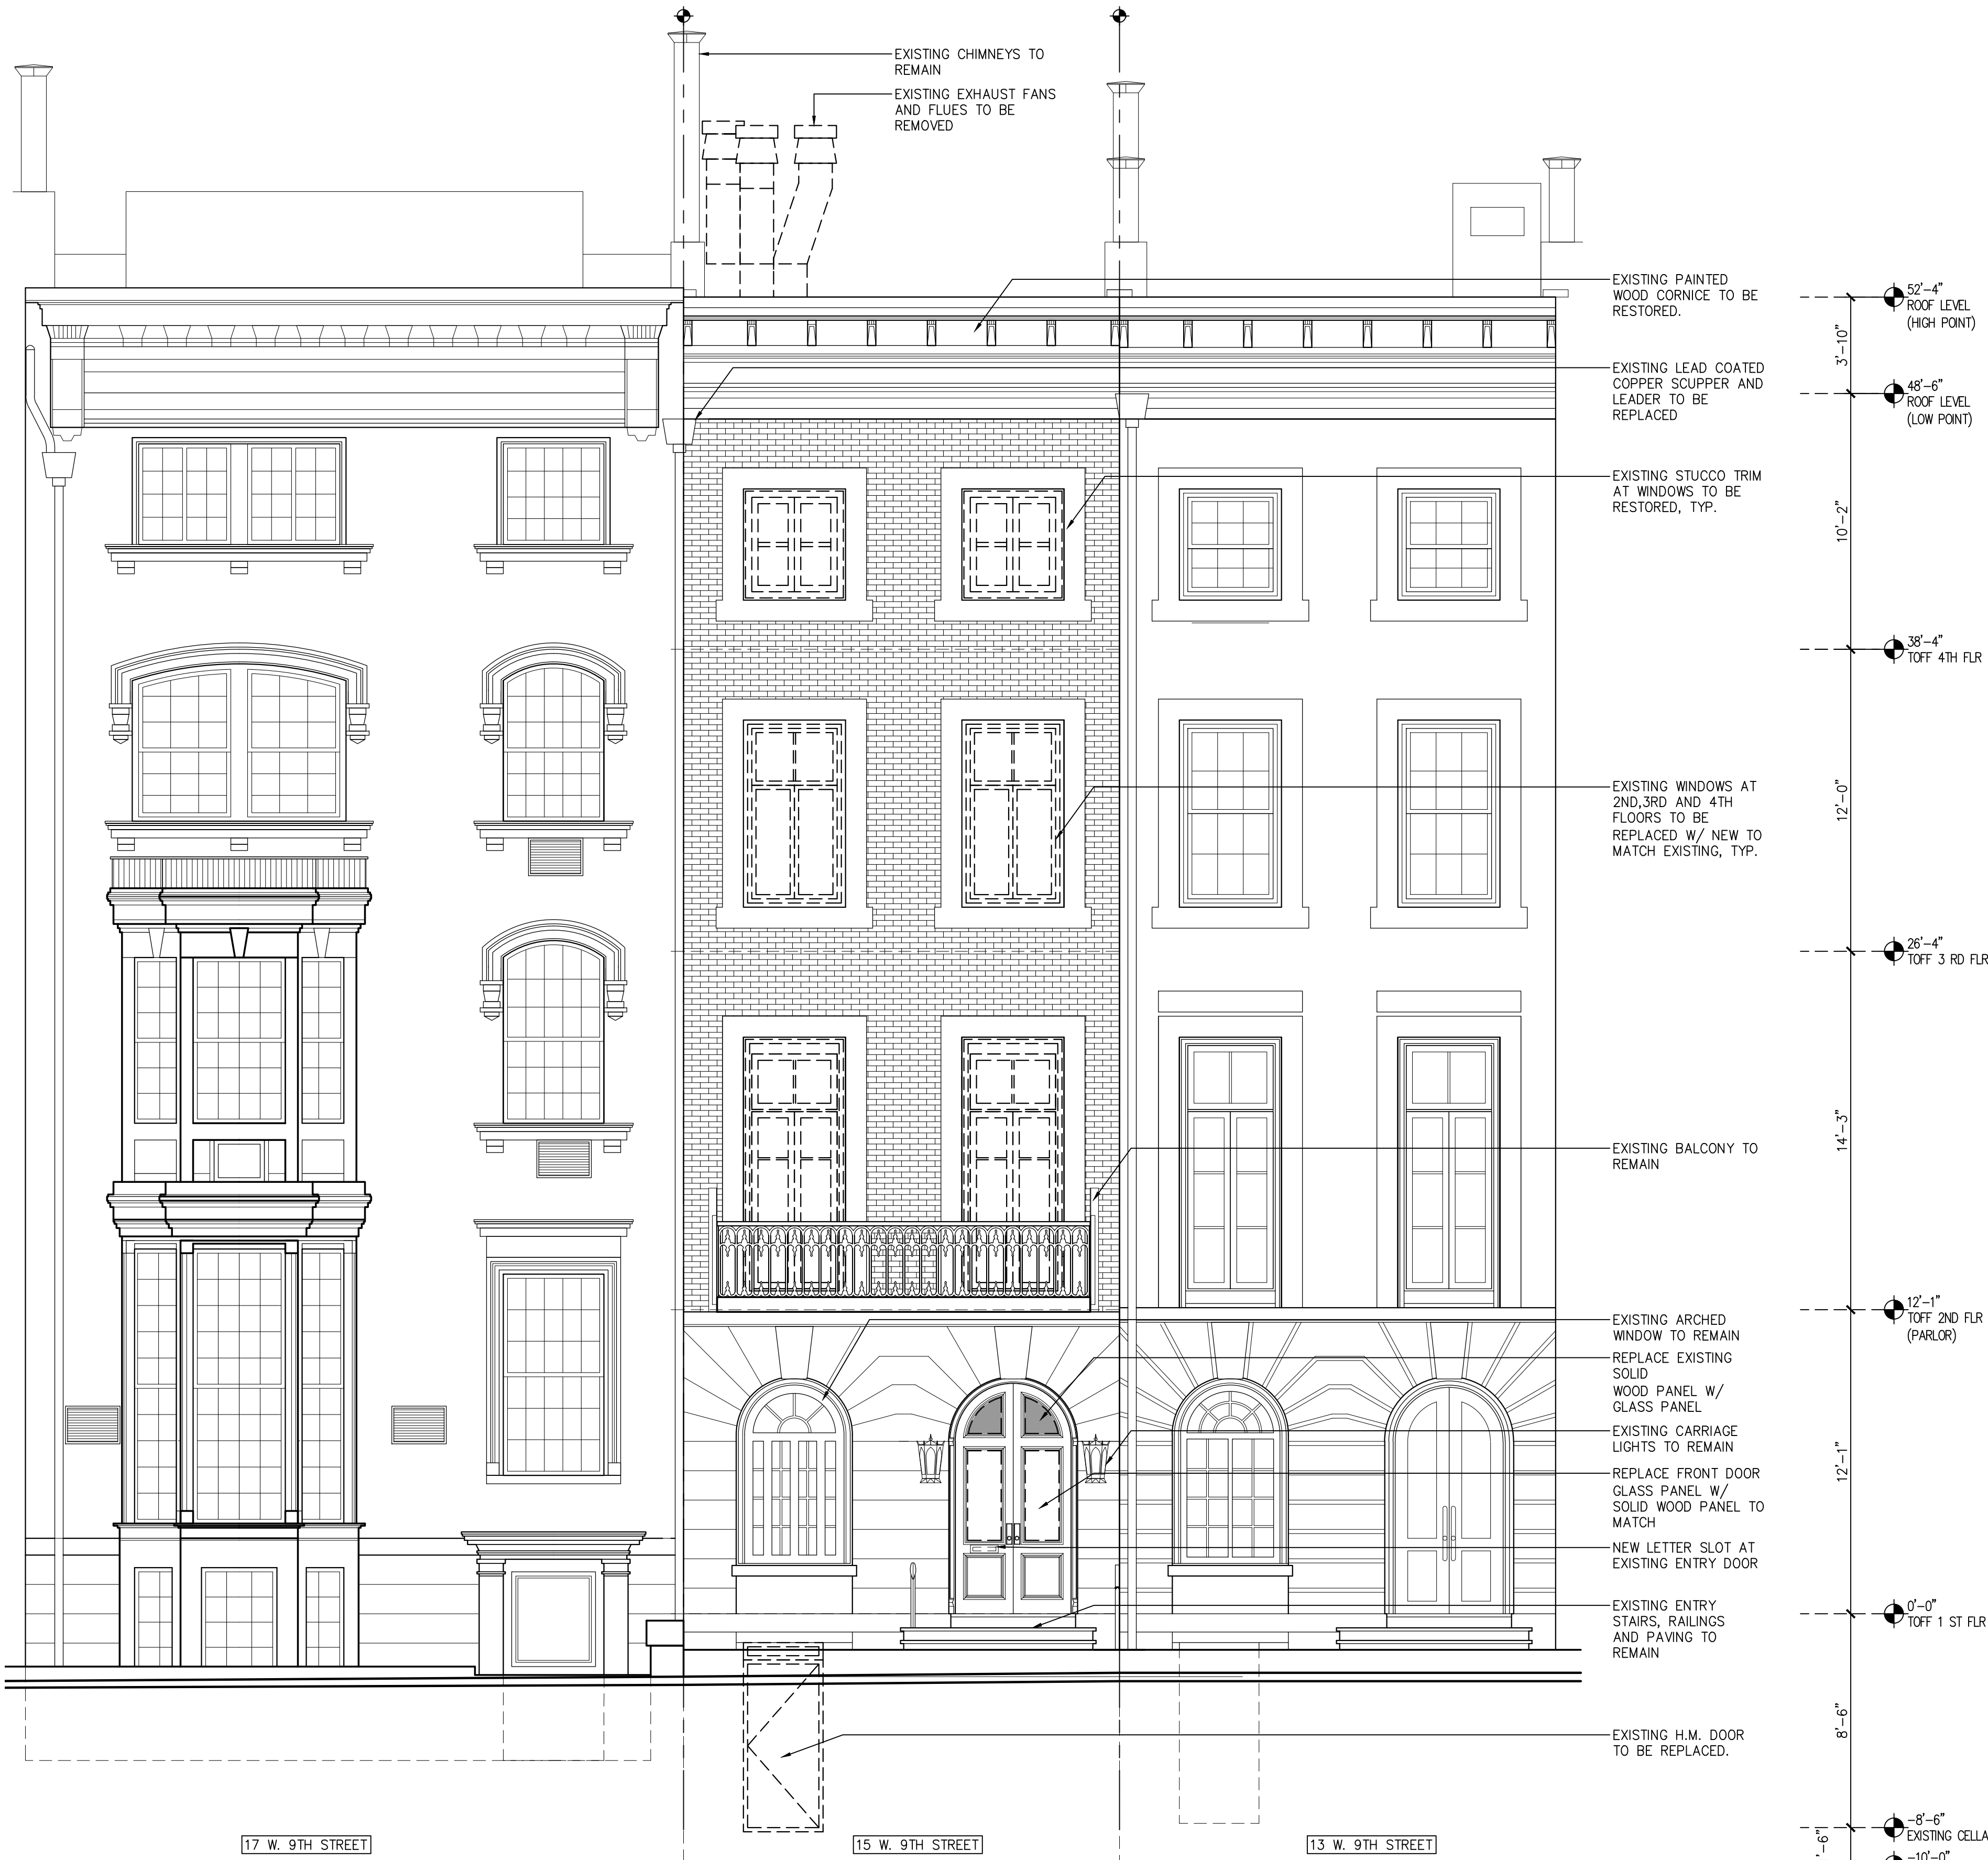 EXISTING CHIMNEYS TO
REMAIN
EXISTING EXHAUST FANS
AND FLUES TO BE
REMOVED
EXISTING PAINTED
WOOD CORNICE TO BE
RESTORED.
EXISTING LEAD COATED
COPPER SCUPPER AND
LEADER TO BE
REPLACED
EXISTING STUCCO TRIM
AT WINDOWS TO BE
RESTORED, TYP.
EXISTING WINDOWS AT
2ND,3RD AND 4TH
FLOORS TO BE
REPLACED W/ NEW TO
MATCH EXISTING, TYP.
EXISTING BALCONY TO
REMAIN
EXISTING ARCHED
WINDOW TO REMAIN
REPLACE EXISTING
SOLID
WOOD PANEL W/
GLASS PANEL
EXISTING CARRIAGE
LIGHTS TO REMAIN
REPLACE FRONT DOOR
GLASS PANEL W/
SOLID WOOD PANEL TO
MATCH
NEW LETTER SLOT AT
EXISTING ENTRY DOOR
EXISTING ENTRY
STAIRS, RAILINGS
AND PAVING TO
REMAIN
EXISTING H.M. DOOR
TO BE REPLACED.
3'-10"
10'-2"
12'-0"
14'-3"
12'-1"
8'-6"
'-6"
52'-4"
ROOF LEVEL
(HIGH POINT)
48'-6"
ROOF LEVEL
(LOW POINT)
38'-4"
TOFF 4TH FLR
26'-4"
TOFF 3 RD FLR
12'-1"
TOFF 2ND FLR
(PARLOR)
0'-0"
TOFF 1 ST FLR
-8'-6"
EXISTING CELLA
-10'-0"
17 W. 9TH STREET
15 W. 9TH STREET
13 W. 9TH STREET